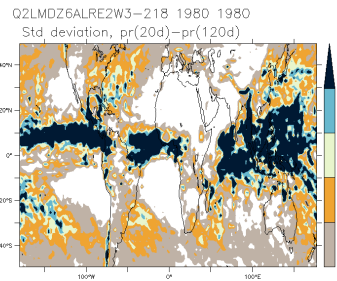 Q2LMDZ6ALRE2W3-218 1980 1980
Std deviation, pr(20d)-pr(120d)
40°N
20°N
0°
20°S
40°S
100°W 0° 100°E